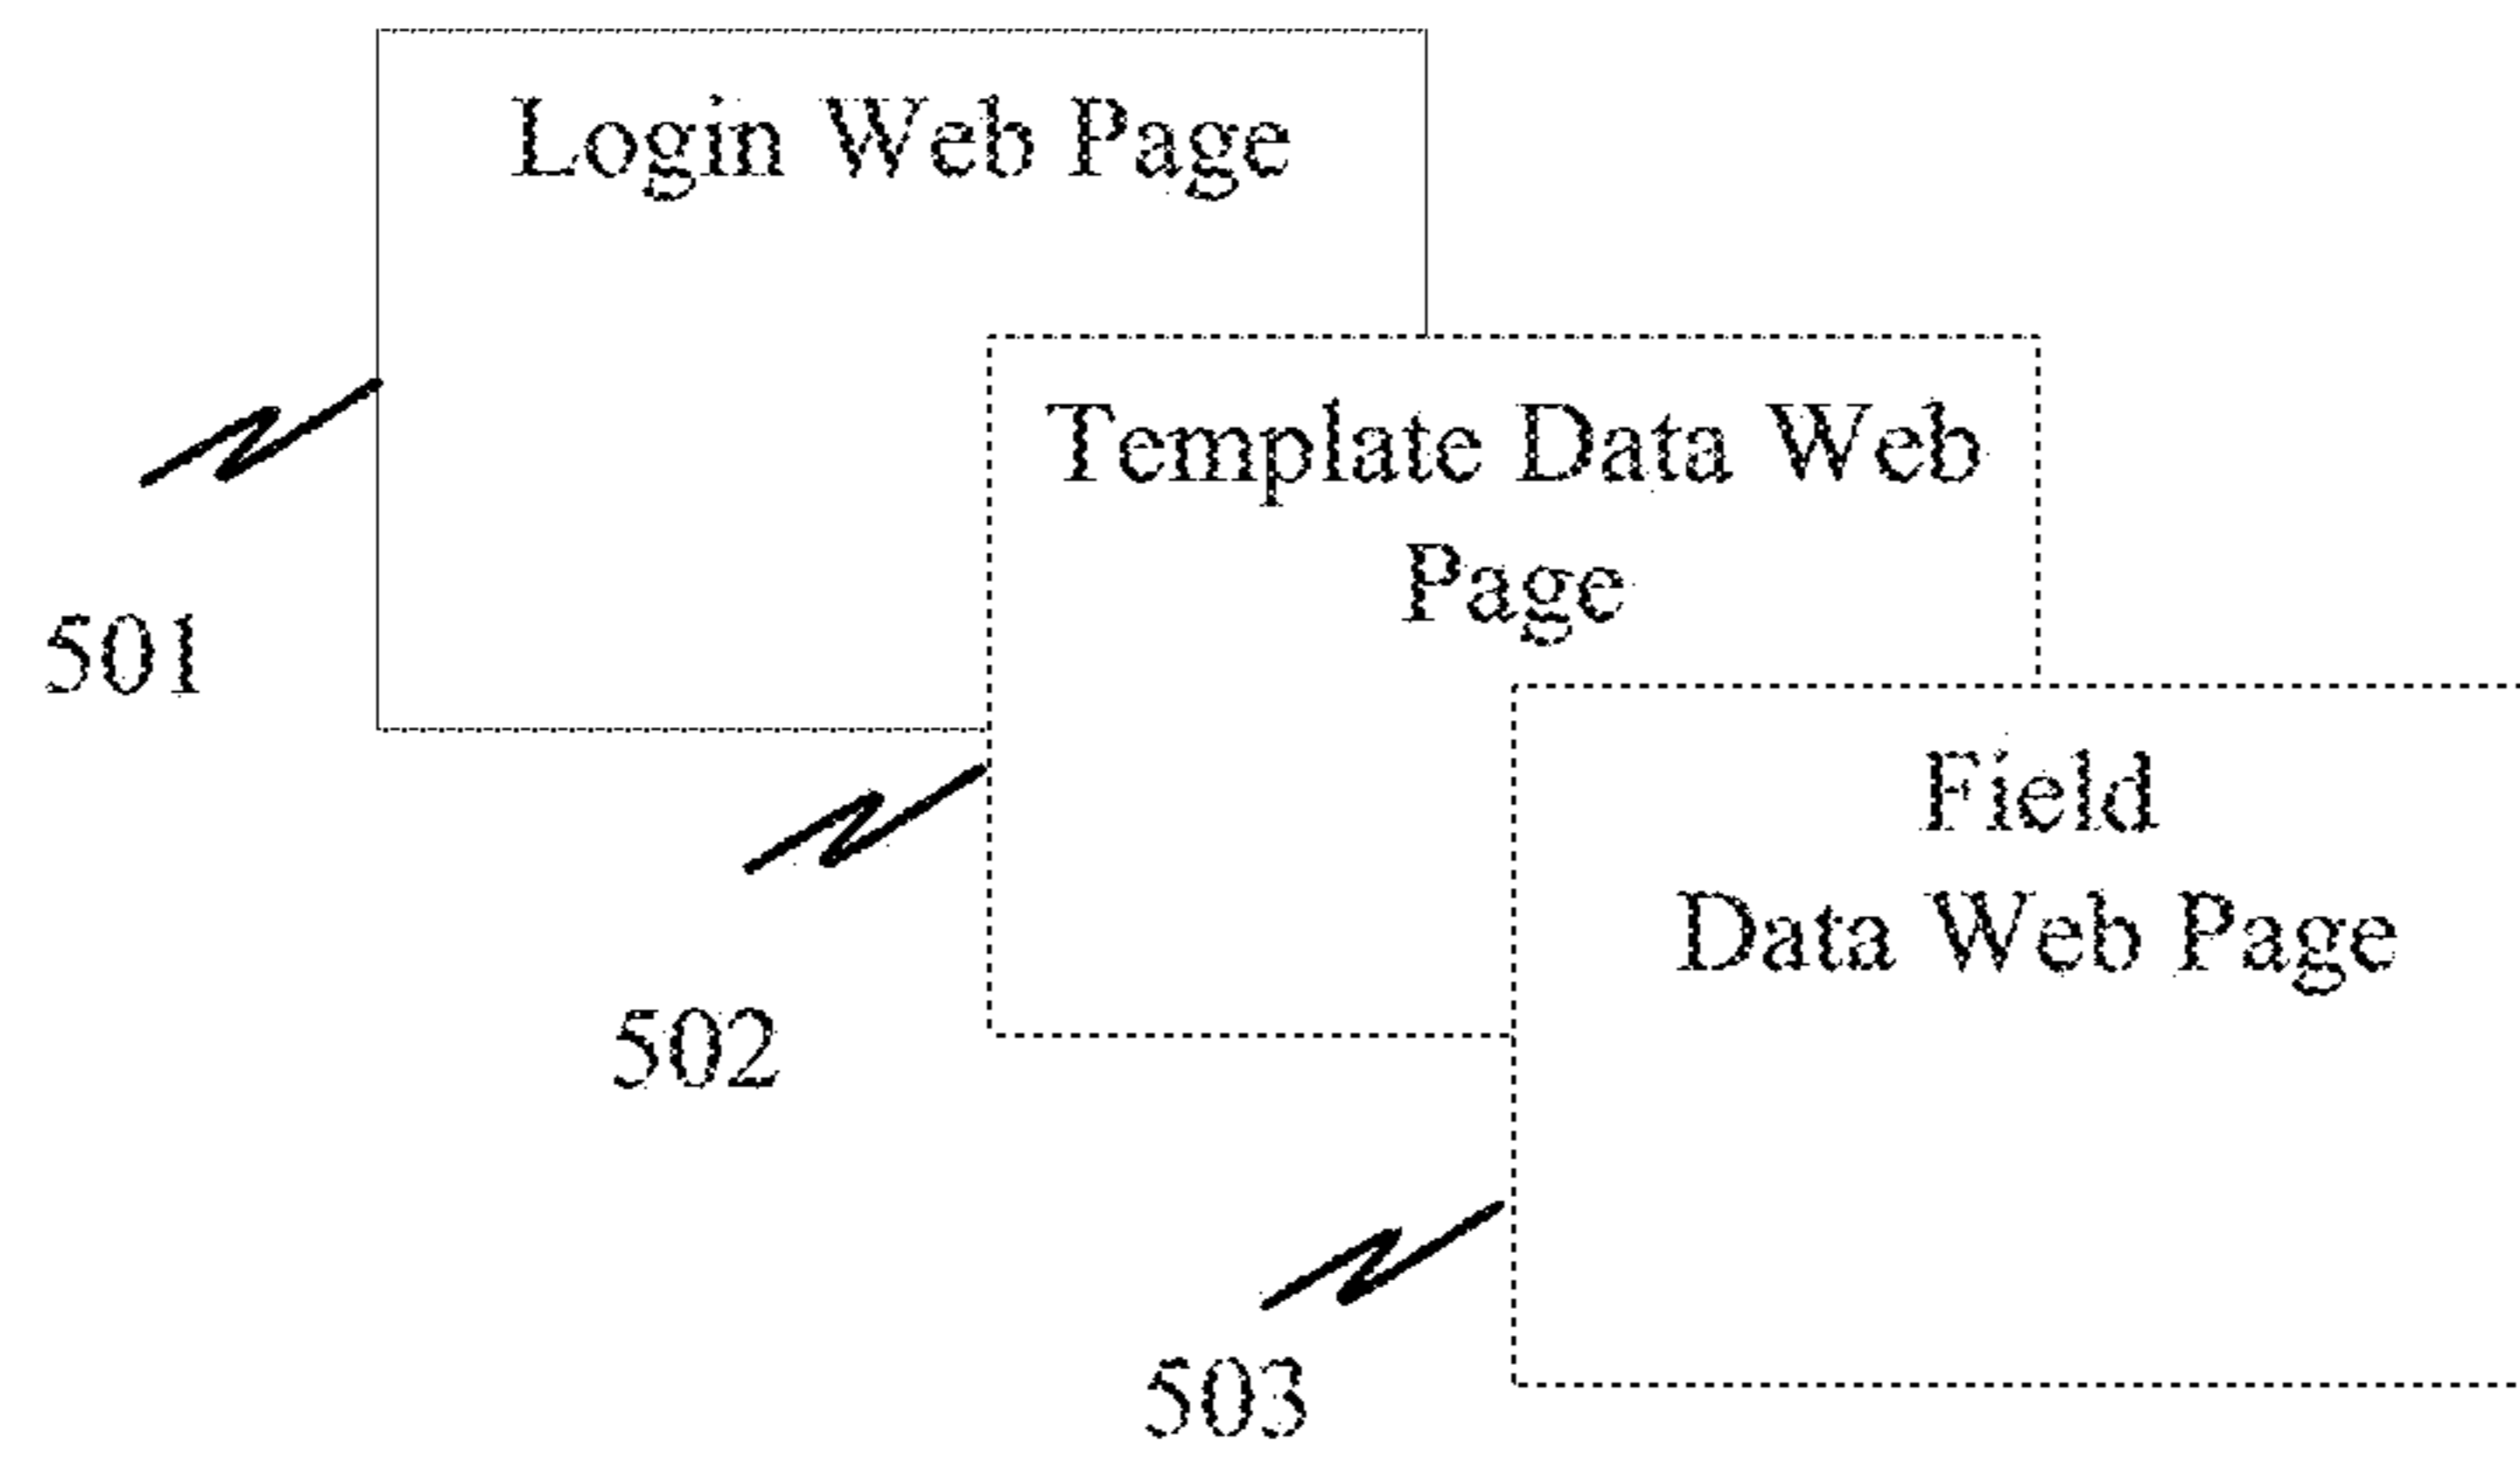 Login Web Page
Template Data Web
Page
501
Field
Data Web Page
502
503